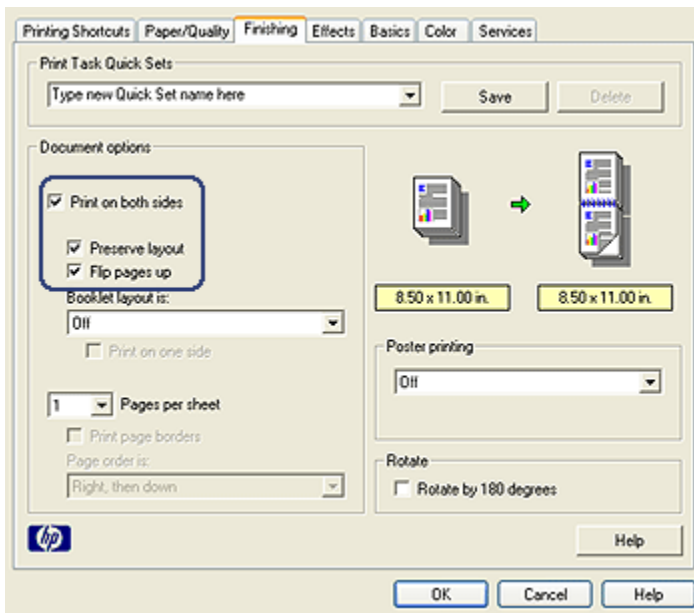 Printing Shortcuts Paper/Quality Finishing Effects Basics Color Services
Print Task Quick Sets
Type new Quick Set name here Save Delete
Document options
Print on both sides
Preserve layout
Flip pages up
Booklet layout is:
Off
Print on one side
1 Pages per sheet
Print page borders
Page order is:
Right, then down
8.50 x 11.00 in. 8.50 x 11.00 in.
Poster printing
Off
Rotate
Rotate by 180 degrees
hp
Help
OK Cancel Help